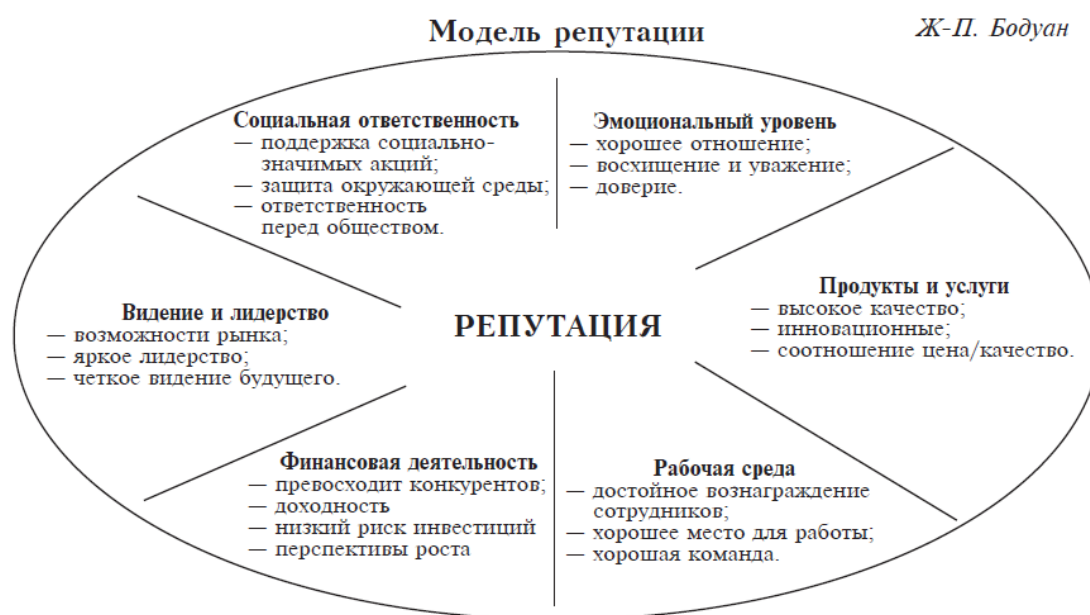 Модель репутации
Ж-П. Бодуан
Социальная ответственность
— поддержка социально-
значимых акций;
— защита окружающей среды;
— ответственность
перед обществом.
Эмоциональный уровень
— хорошее отношение;
— восхищение и уважение;
— доверие.
Видение и лидерство
— возможности рынка;
— яркое лидерство;
— четкое видение будущего.
РЕПУТАЦИЯ
Продукты и услуги
— высокое качество;
— инновационные;
— соотношение цена/качество.
Финансовая деятельность
— превосходит конкурентов;
— доходность
— низкий риск инвестиций
— перспективы роста
Рабочая среда
— достойное вознаграждение
сотрудников;
— хорошее место для работы;
— хорошая команда.